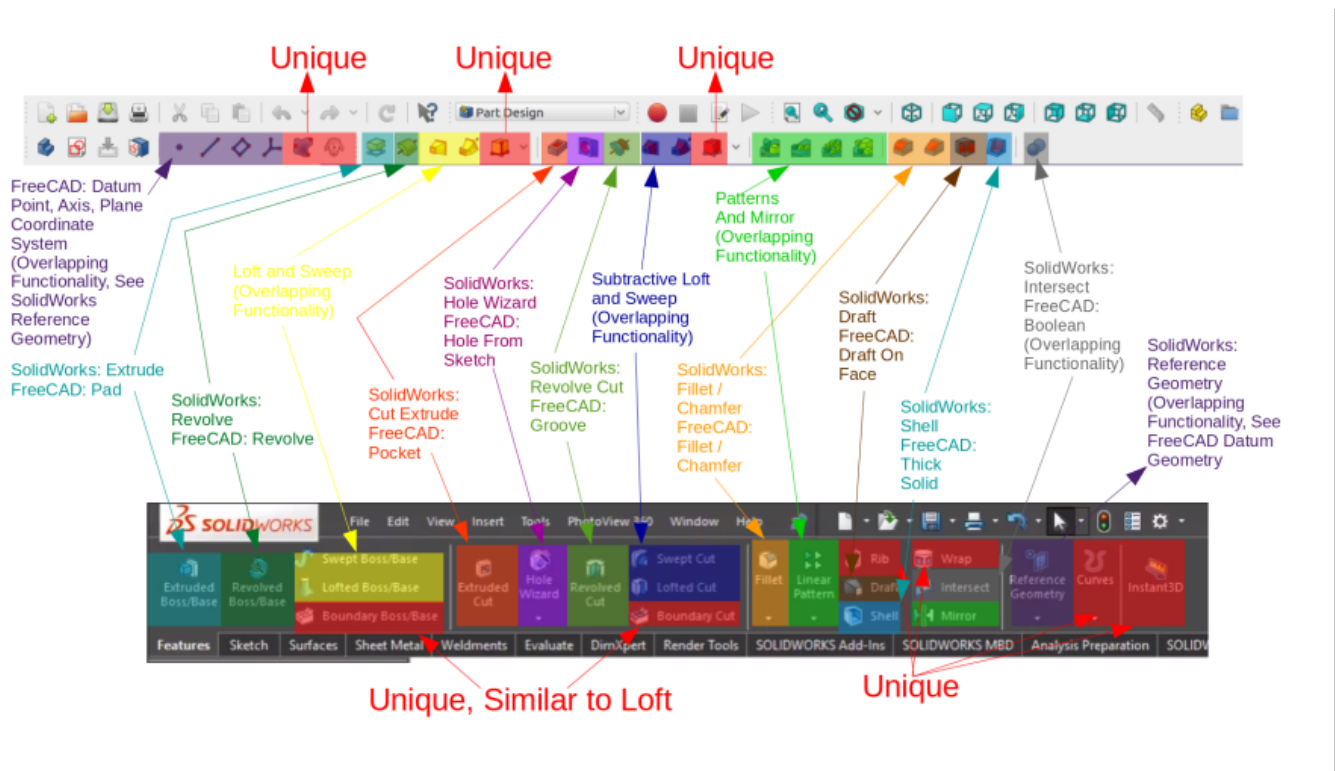 Unique
Unique
Unique
Part Design
FreeCAD: Datum
Point, Axis, Plane
Coordinate
System
(Overlapping
Functionality, See
SolidWorks
Reference
Geometry)
SolidWorks: Extrude
FreeCAD: Pad
SolidWorks:
Revolve
FreeCAD: Revolve
Loft and Sweep
(Overlapping
Functionality)
SolidWorks:
Cut Extrude
FreeCAD:
Pocket
SolidWorks:
Hole Wizard
FreeCAD:
Hole From
Sketch
SolidWorks:
Revolve Cut
FreeCAD:
Groove
Subtractive Loft
and Sweep
(Overlapping
Functionality)
SolidWorks:
Fillet /
Chamfer
FreeCAD:
Fillet /
Chamfer
Patterns
And Mirror
(Overlapping
Functionality)
SolidWorks:
Draft
FreeCAD:
Draft On
Face
SolidWorks:
Shell
FreeCAD:
Thick
Solid
SolidWorks:
Intersect
FreeCAD:
Boolean
(Overlapping
Functionality)
SolidWorks:
Reference
Geometry
(Overlapping
Functionality, See
FreeCAD Datum
Geometry
SOLIDWORKS File Edit View Insert Tools PhotoView 360 Window Help
Extruded
Boss/Base
Revolved
Boss/Base
Swept Boss/Base
Lofted Boss/Base
Boundary Boss/Base
Extruded
Cut
Hole
Wizard
Revolved
Cut
Swept Cut
Lofted Cut
Boundary Cut
Fillet
Linear
Pattern
Rib
Draft
Shell
Wrap
Intersect
Mirror
Reference
Geometry
Curves
Instant3D
Features Sketch Surfaces Sheet Metal Weldments Evaluate DimXpert Render Tools SOLIDWORKS Add-Ins SOLIDWORKS MBD Analysis Preparation
Unique, Similar to Loft
Unique